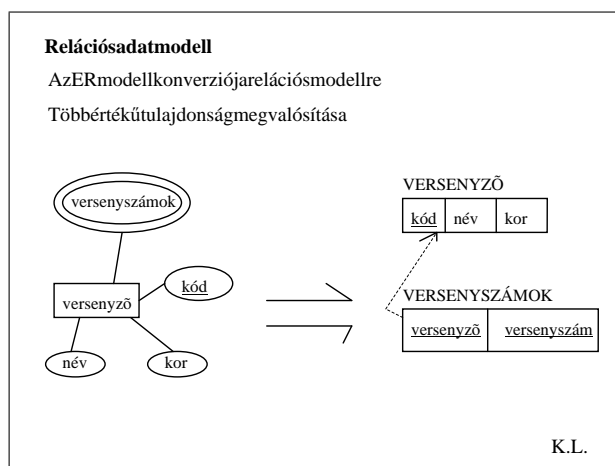 Relációsadatmodell
AzERmodellkonverziójarelációsmodellre
Többértékűtulajdonságmegvalósítása
versenyszámok
versenyzõ
kód
név
kor
VERSENYZÕ
kód név kor
VERSENYSZÁMOK
versenyzõ versenyszám
K.L.